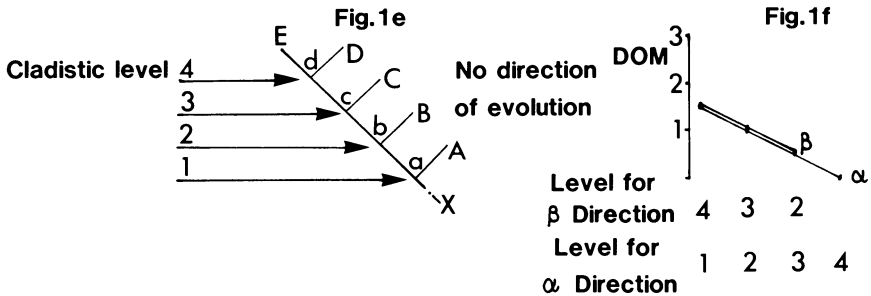 Fig.1e
Fig.1f
E
d
D
Cladistic level
4
3
2
1
c
C
b
B
a
A
X
No direction
of evolution
DOM
3
2
1
β
α
Level for
β Direction
4 3 2
Level for
α Direction
1 2 3 4